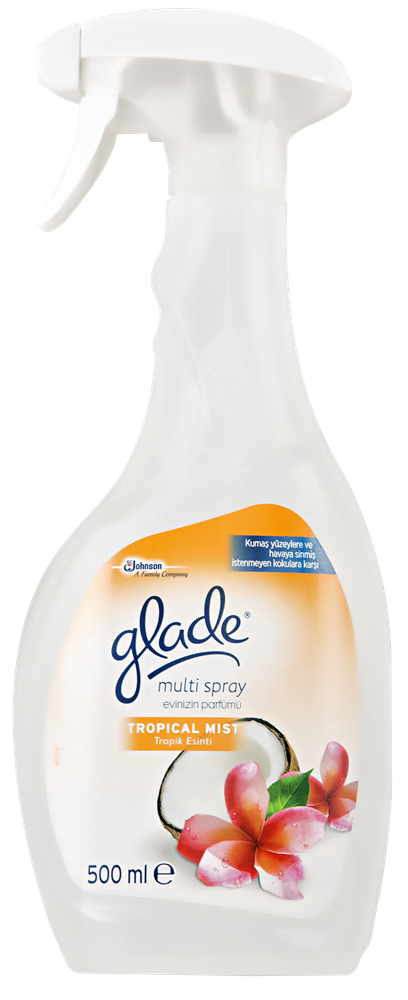 Kumaş yüzeylere ve
havaya sinmiş
istenmeyen kokulara karşı
SC Johnson
A Family Company
glade®
multi spray
evinizin parfümü
TROPICAL MIST
Tropik Esinti
500 ml ℮